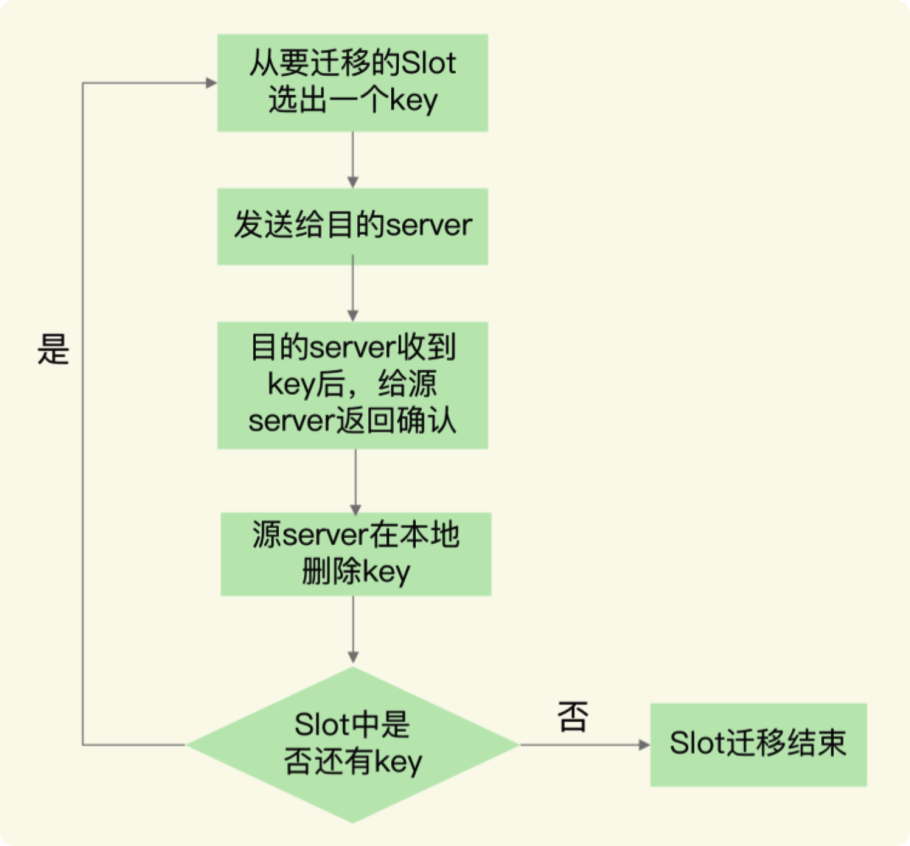 从要迁移的Slot
选出一个key
发送给目的server
是
目的server收到
key后，给源
server返回确认
源server在本地
删除key
Slot中是
否还有key
否
Slot迁移结束